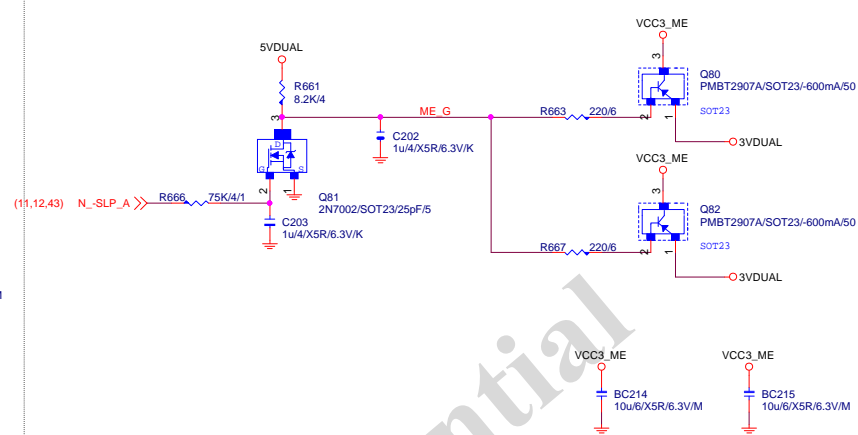 VCC3_ME
3
5VDUAL
Q80
PMBT2907A/SOT23/-600mA/50
R661
8.2K/4
SOT23
ME_G
R663 220/6
2
1
3
3VDUAL
C202
1u/4/X5R/6.3V/K
D
G
S
VCC3_ME
3
2
1
Q81
2N7002/SOT23/25pF/5
(11,12,43) N_-SLP_A
R666 75K/4/1
Q82
PMBT2907A/SOT23/-600mA/50
SOT23
C203
1u/4/X5R/6.3V/K
R667 220/6
2
1
3VDUAL
VCC3_ME
VCC3_ME
BC214
10u/6/X5R/6.3V/M
BC215
10u/6/X5R/6.3V/M
ential